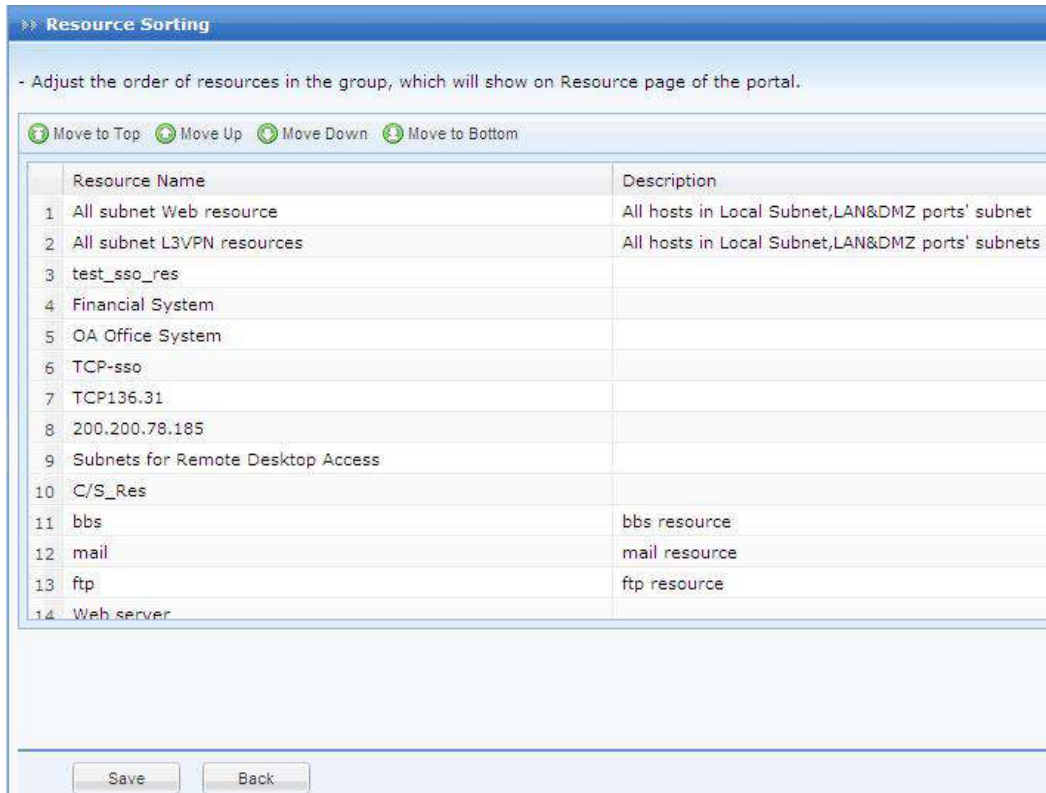 Resource Sorting
- Adjust the order of resources in the group, which will show on Resource page of the portal.
Move to Top Move Up Move Down Move to Bottom
Resource Name Description
1 All subnet Web resource All hosts in Local Subnet,LAN&DMZ ports' subnet
2 All subnet L3VPN resources All hosts in Local Subnet,LAN&DMZ ports' subnets
3 test_sso_res
4 Financial System
5 OA Office System
6 TCP-sso
7 TCP136.31
8 200.200.78.185
9 Subnets for Remote Desktop Access
10 C/S_Res
11 bbs bbs resource
12 mail mail resource
13 ftp ftp resource
14 Web server
Save Back